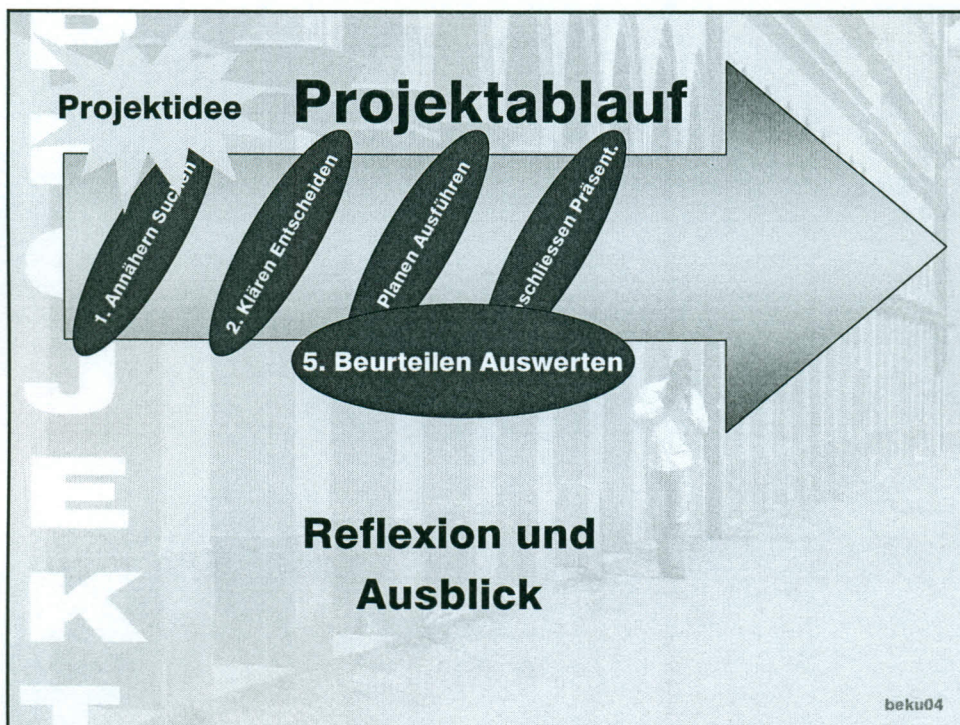 PROJEKT
Projektidee
Projektablauf
1. Annähern Suchen
2. Klären Entscheiden
Planen Ausführen
schliessen Präsent.
5. Beurteilen Auswerten
Reflexion und
Ausblick
beku04